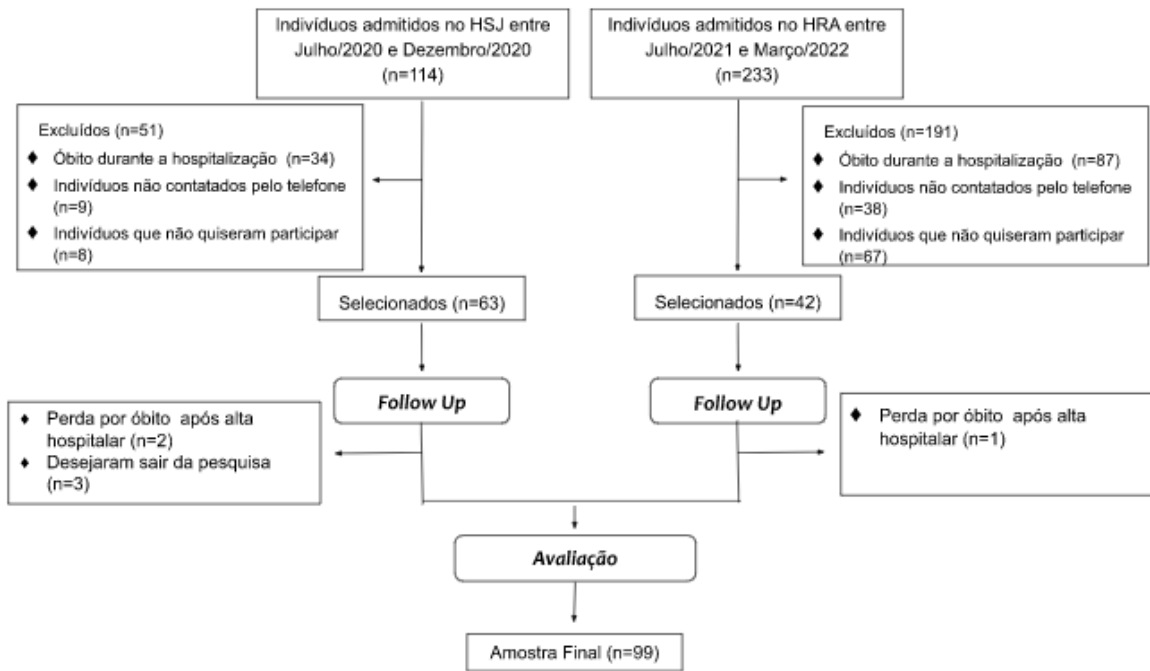 Indivíduos admitidos no HSJ entre
Julho/2020 e Dezembro/2020
(n=114)
Indivíduos admitidos no HRA entre
Julho/2021 e Março/2022
(n=233)
Excluídos (n=51)
♦ Óbito durante a hospitalização (n=34)
♦ Indivíduos não contatados pelo telefone
(n=9)
♦ Indivíduos que não quiseram participar
(n=8)
Excluídos (n=191)
♦ Óbito durante a hospitalização (n=87)
♦ Indivíduos não contatados pelo telefone
(n=38)
♦ Indivíduos que não quiseram participar
(n=67)
Selecionados (n=63)
Selecionados (n=42)
Follow Up
Follow Up
♦ Perda por óbito após alta
hospitalar (n=2)
♦ Desejaram sair da pesquisa
(n=3)
♦ Perda por óbito após alta
hospitalar (n=1)
Avaliação
Amostra Final (n=99)